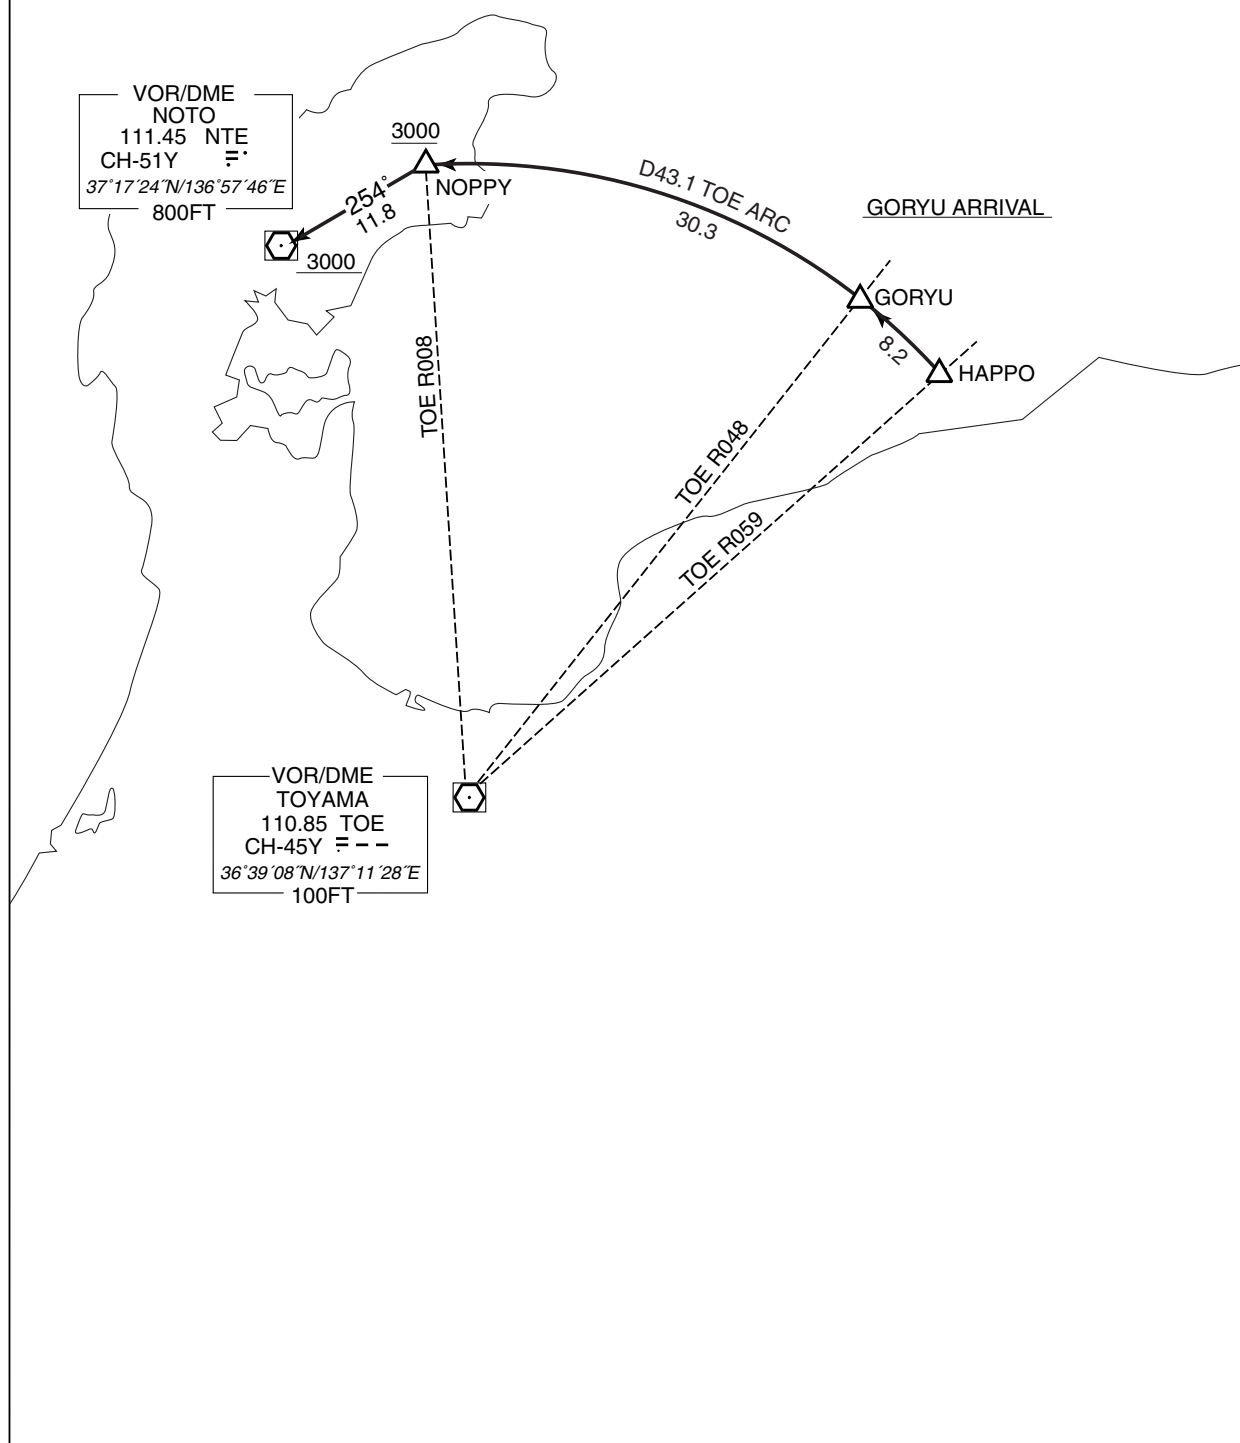 VOR/DME
NOTO
111.45 NTE
CH-51Y
37°17´24˝N/136°57´46˝E
800FT
3000
NOPPY
254°
11.8
3000
D43.1 TOE ARC
30.3
GORYU ARRIVAL
GORYU
8.2
HAPPO
TOE R008
TOE R048
TOE R059
VOR/DME
TOYAMA
110.85 TOE
CH-45Y
36°39´08˝N/137°11´28˝E
100FT